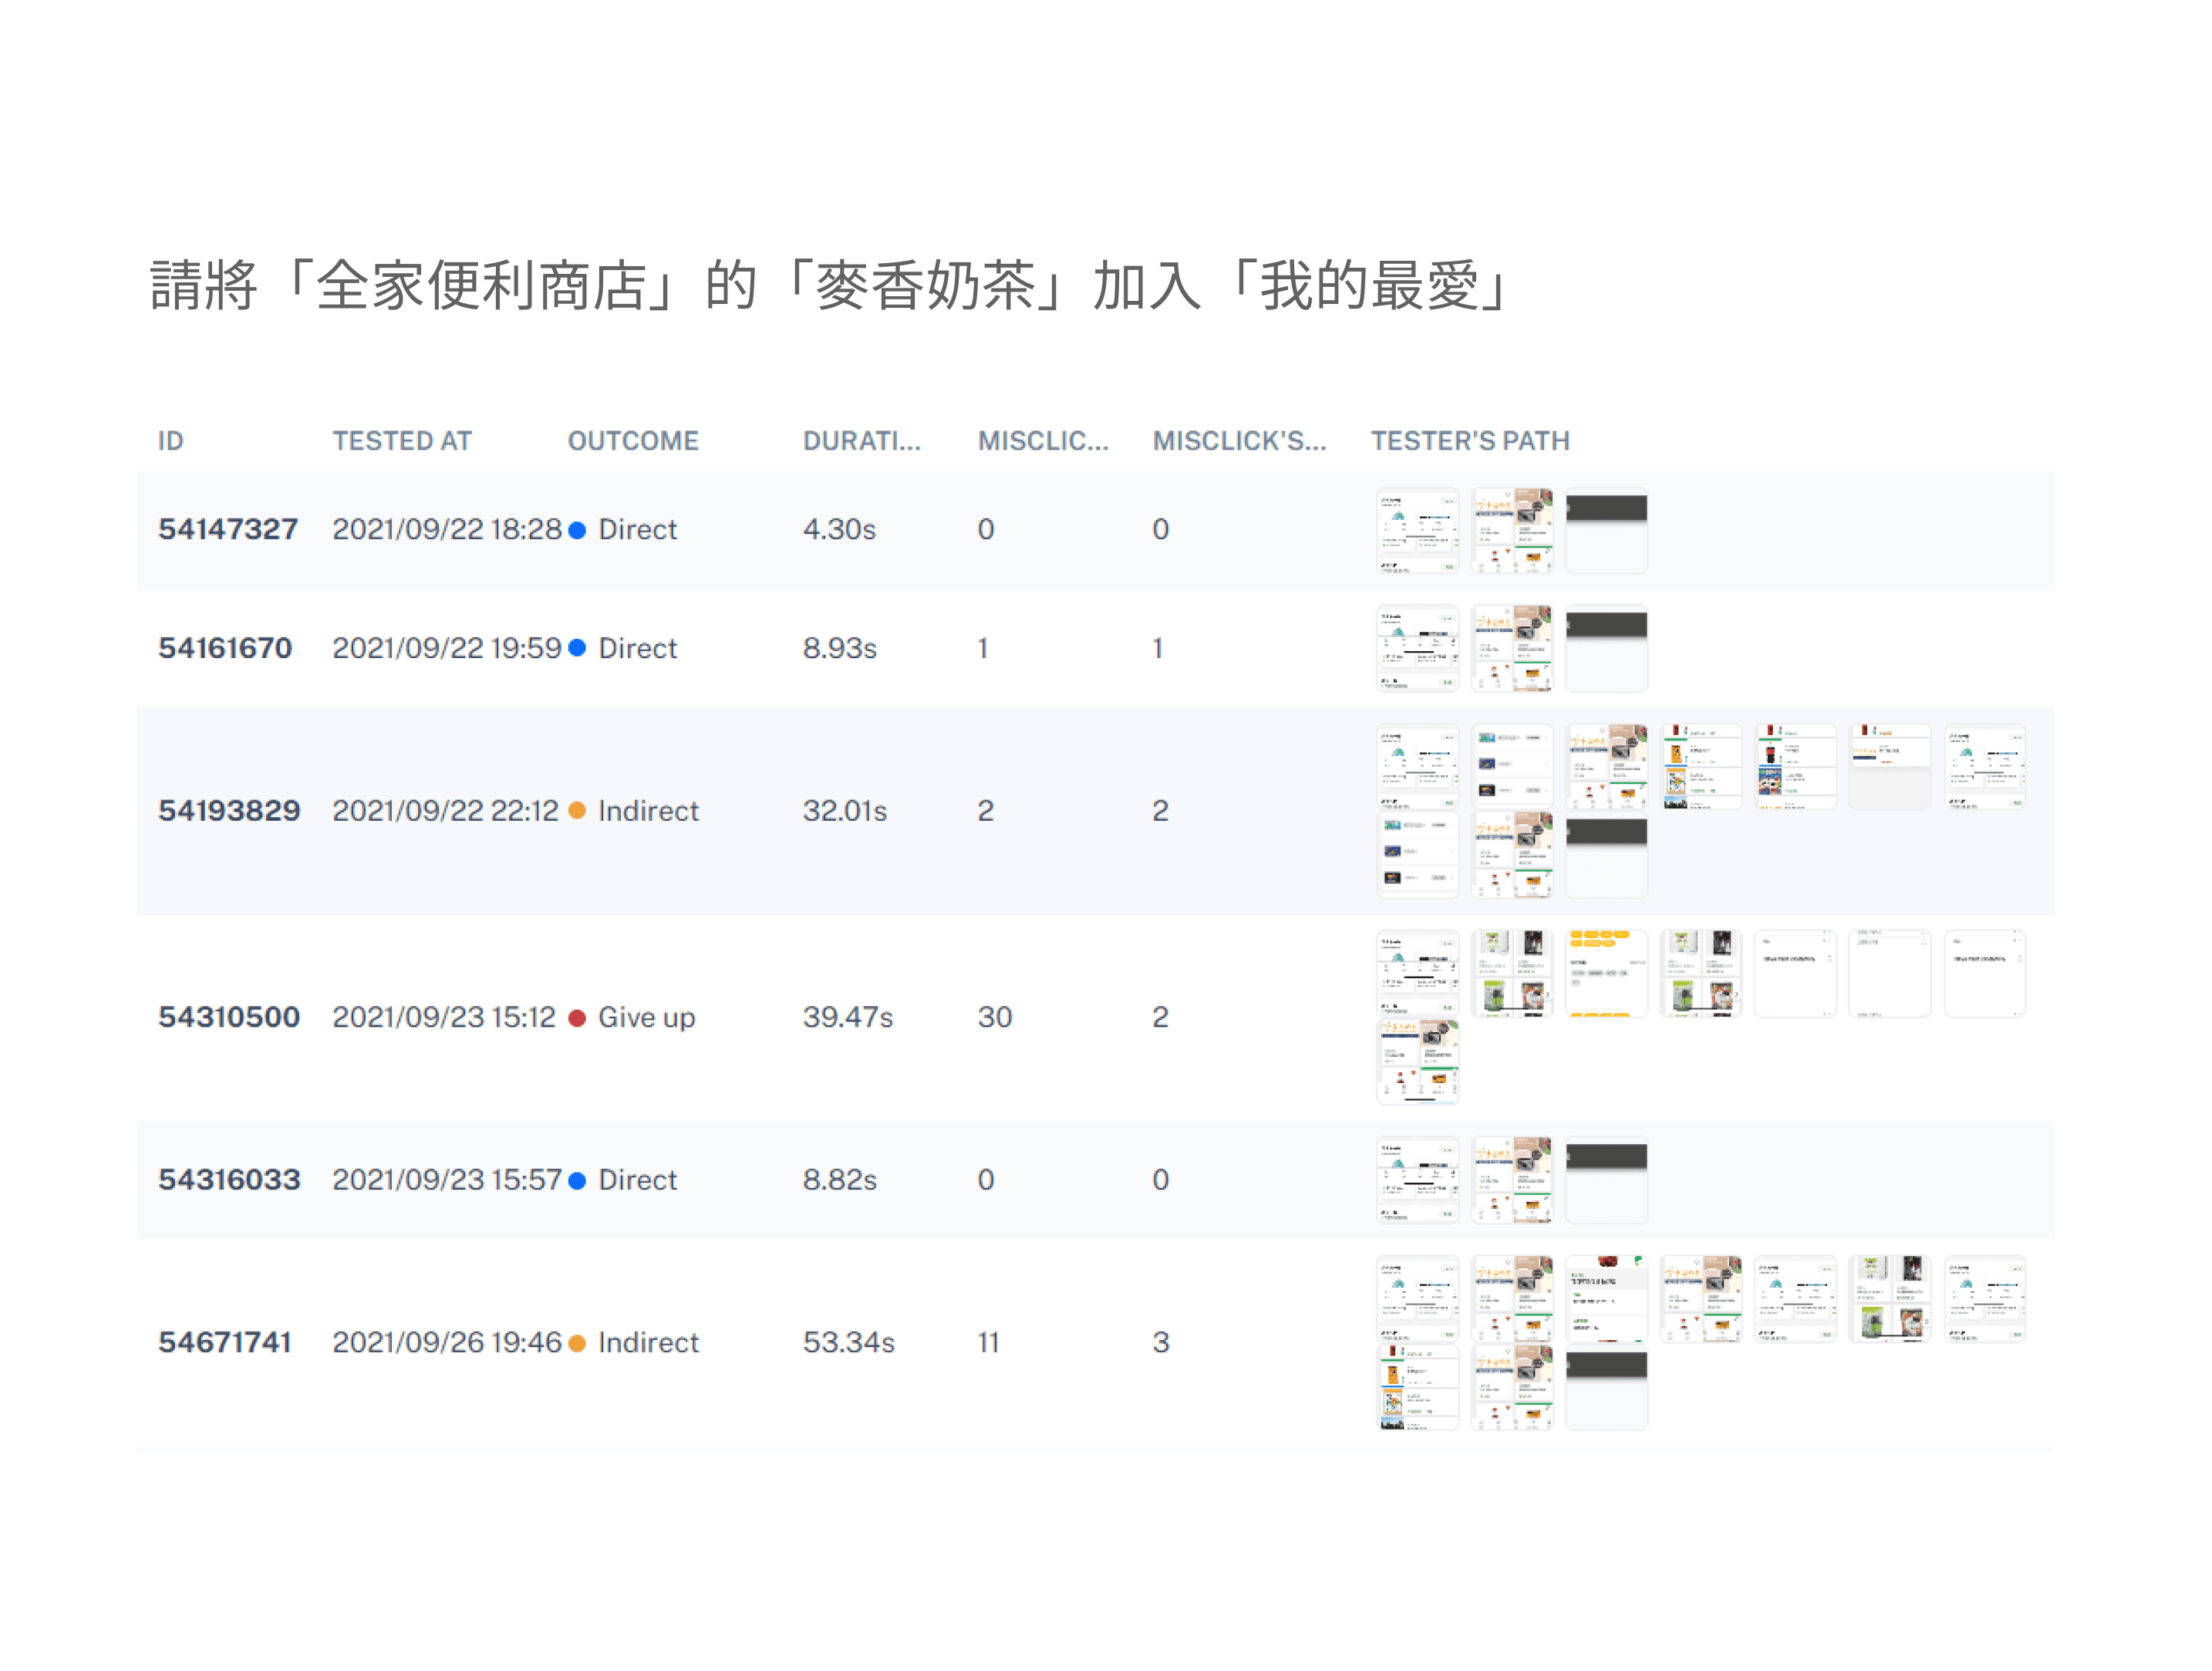 請將「全家便利商店」的「麥香奶茶」加入「我的最愛」
ID TESTED AT OUTCOME DURATI... MISCLIC... MISCLICK'S... TESTER'S PATH
54147327 2021/09/22 18:28 Direct 4.30s 0 0
54161670 2021/09/22 19:59 Direct 8.93s 1 1
54193829 2021/09/22 22:12 Indirect 32.01s 2 2
54310500 2021/09/23 15:12 Give up 39.47s 30 2
54316033 2021/09/23 15:57 Direct 8.82s 0 0
54671741 2021/09/26 19:46 Indirect 53.34s 11 3